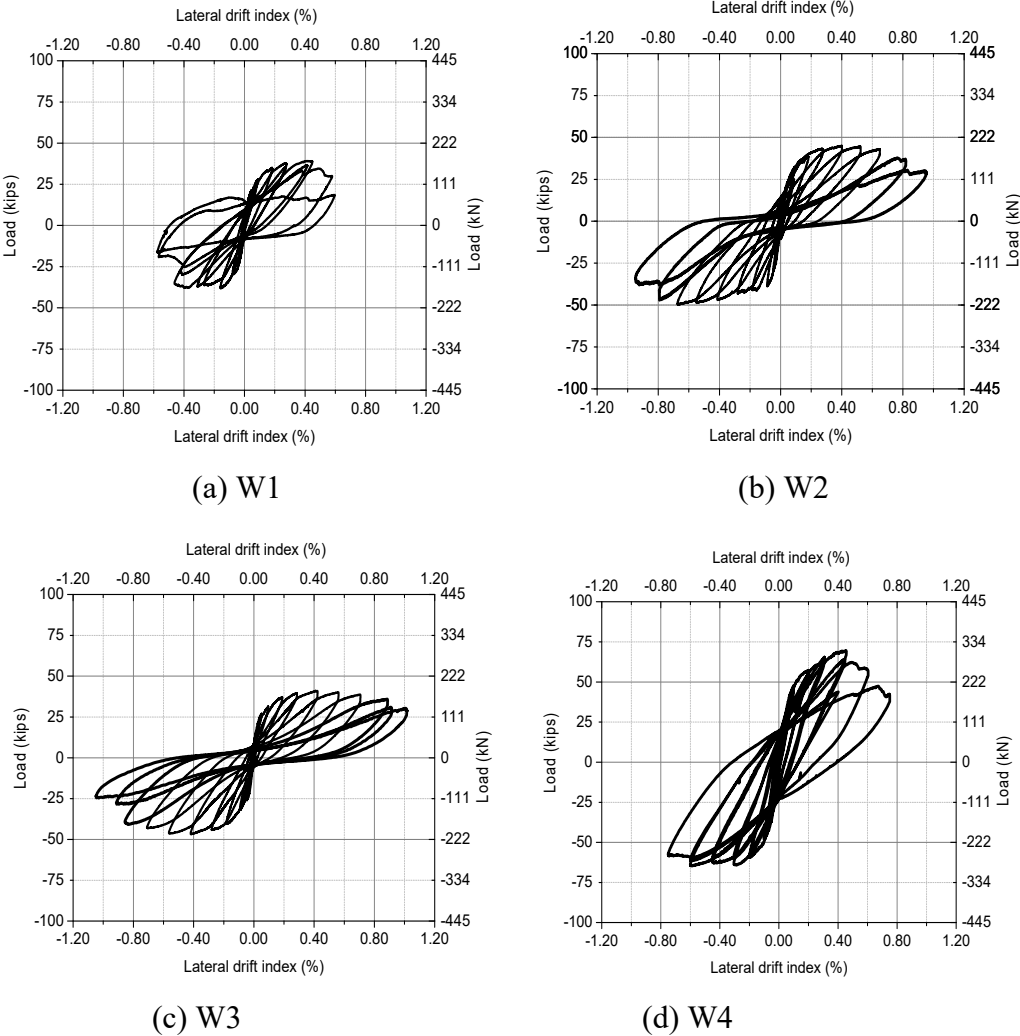 Lateral drift index (%)
-1.20 -0.80 -0.40 0.00 0.40 0.80 1.20
100 445
75 334
50 222
25 111
0 0
-25 -111
-50 -222
-75 -334
-100 -445
Load (kips)
Load (kN)
-1.20 -0.80 -0.40 0.00 0.40 0.80 1.20
Lateral drift index (%)
(a) W1
Lateral drift index (%)
-1.20 -0.80 -0.40 0.00 0.40 0.80 1.20
100 445
75 334
50 222
25 111
0 0
-25 -111
-50 -222
-75 -334
-100 -445
Load (kips)
Load (kN)
-1.20 -0.80 -0.40 0.00 0.40 0.80 1.20
Lateral drift index (%)
(b) W2
Lateral drift index (%)
-1.20 -0.80 -0.40 0.00 0.40 0.80 1.20
100 445
75 334
50 222
25 111
0 0
-25 -111
-50 -222
-75 -334
-100 -445
Load (kips)
Load (kN)
-1.20 -0.80 -0.40 0.00 0.40 0.80 1.20
Lateral drift index (%)
(c) W3
Lateral drift index (%)
-1.20 -0.80 -0.40 0.00 0.40 0.80 1.20
100 445
75 334
50 222
25 111
0 0
-25 -111
-50 -222
-75 -334
-100 -445
Load (kips)
Load (kN)
-1.20 -0.80 -0.40 0.00 0.40 0.80 1.20
Lateral drift index (%)
(d) W4